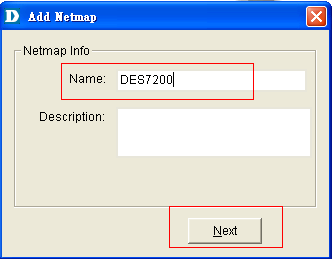 D Add Netmap
Netmap Info
Name: DES7200
Description:
Next